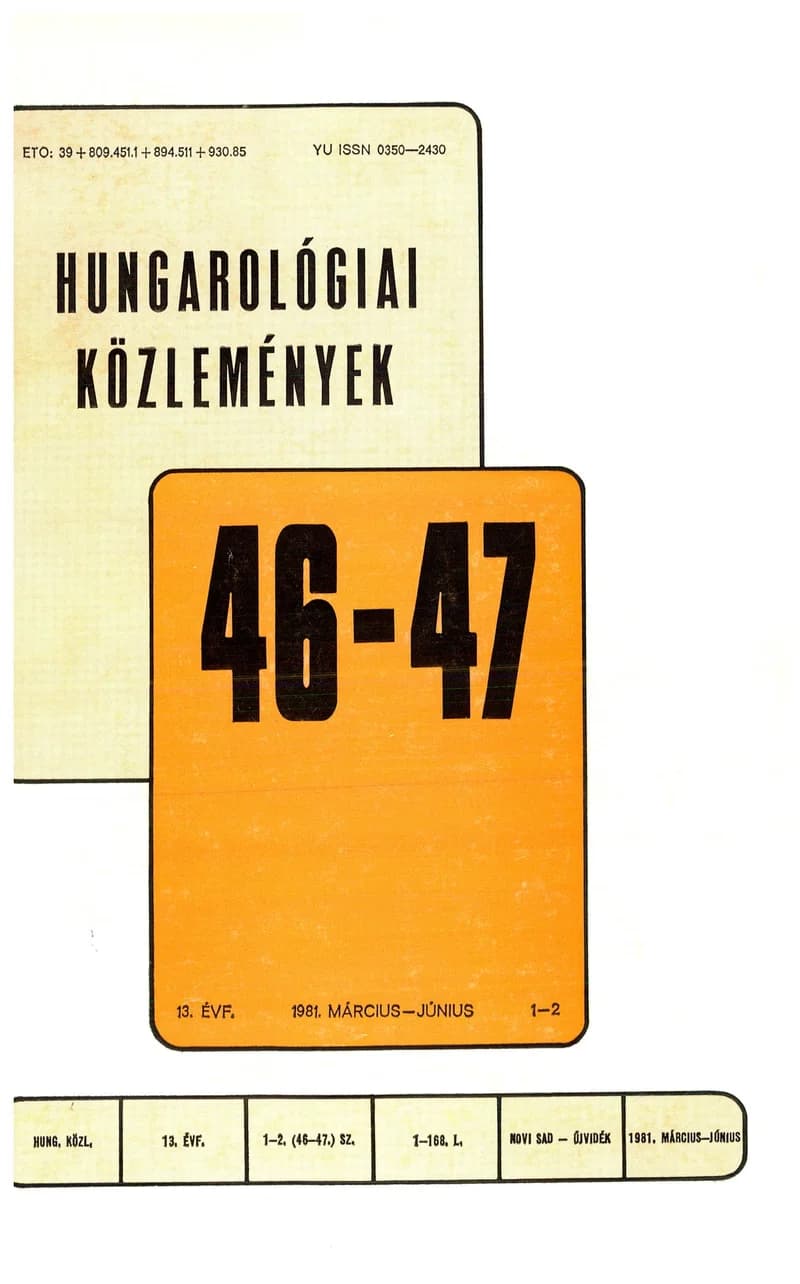 ETO: 39 + 809.451.1 + 894.511 + 930.85 YU ISSN 0350—2430
HUNGAROLÓGIAI
KÖZLEMÉNYEK
46-47
13. ÉVF. 1981. MÁRCIUS—JÚNIUS 1—2
HUNG. KÖZL. 13. ÉVF. 1—2. (46—47.) SZ. 1—168. L. NOVI SAD — ÚJVIDÉK 1981. MÁRCIUS—JÚNIUS